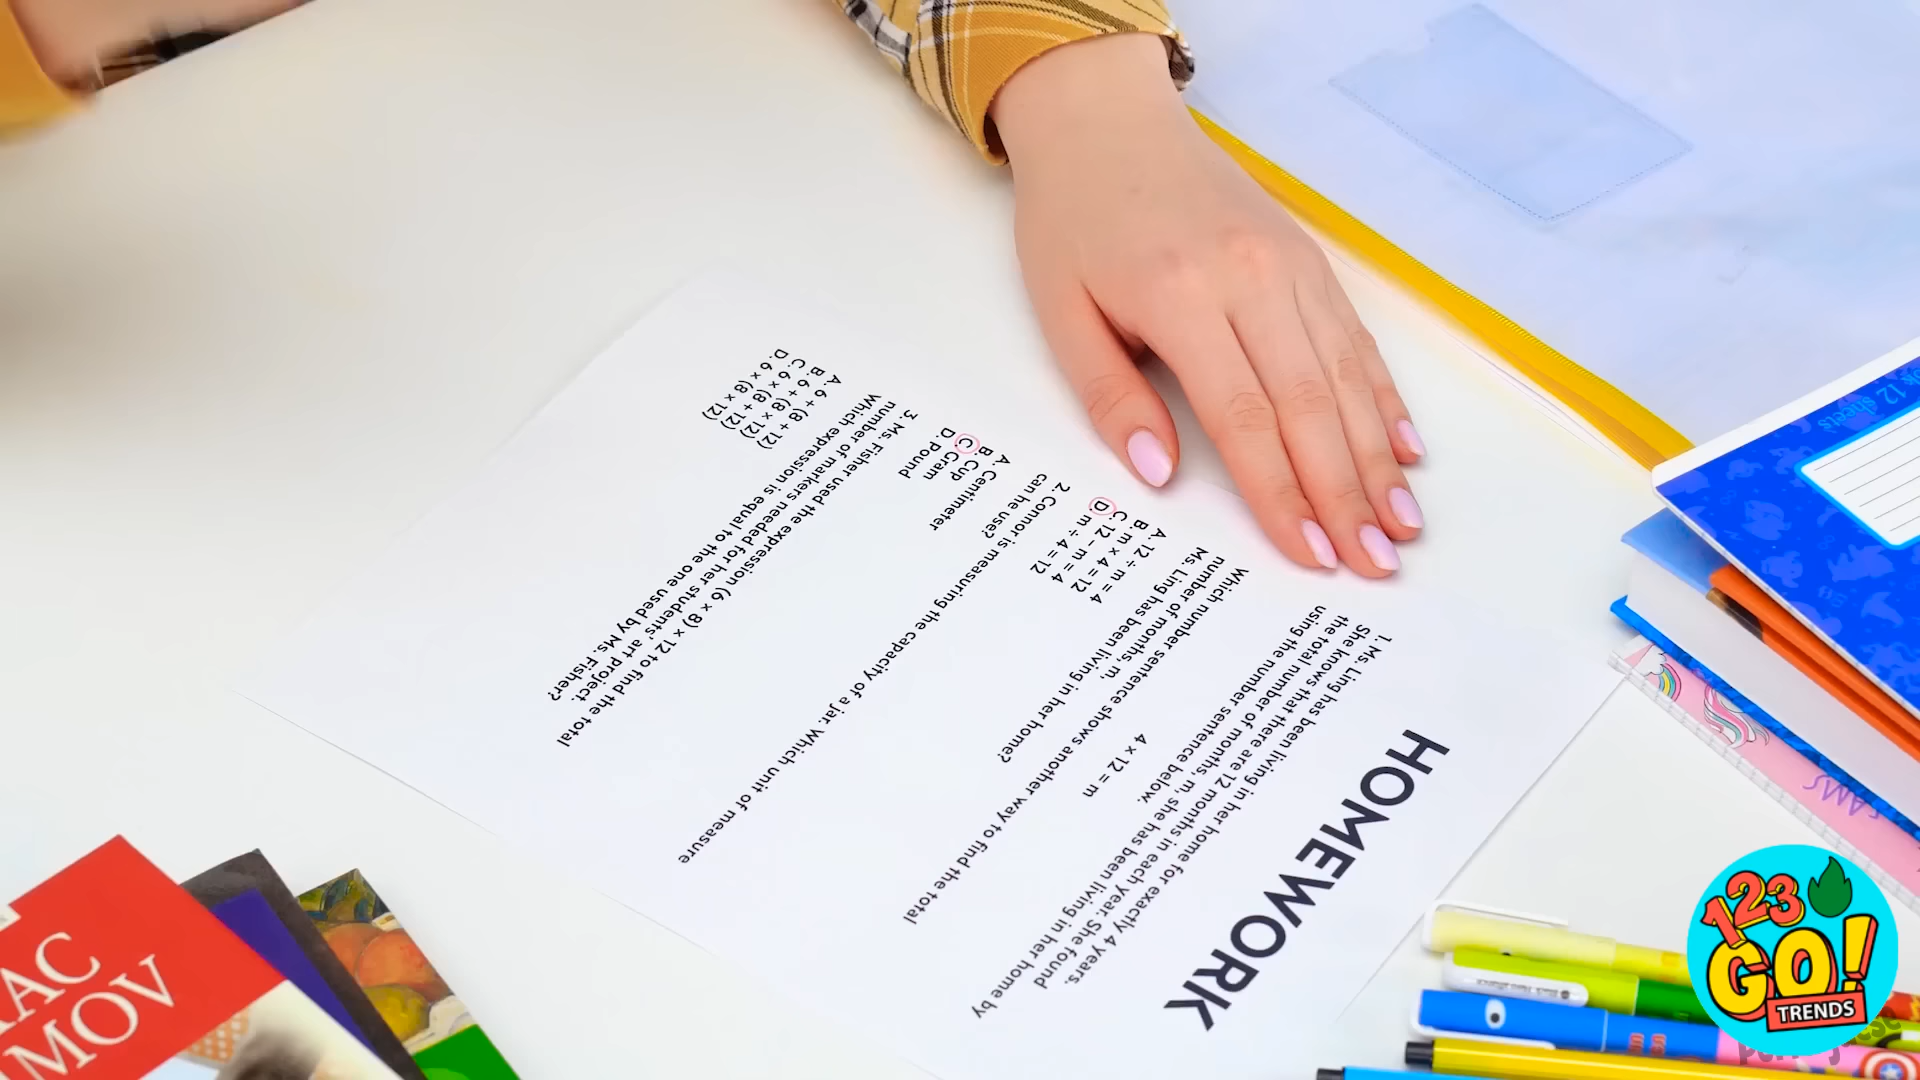 HOMEWORK
1. Ms. Ling has been living in her home for exactly 4 years.
She knows that there are 12 months in each year. She found
the total number of months, m, she has been living in her home by
using the number sentence below.
4 × 12 = m
Which number sentence shows another way to find the total
number of months, m,
Ms. Ling has been living in her home?
A. 12 ÷ m = 4
B. m × 4 = 12
C. 12 − m = 4
D. m ÷ 4 = 12
2. Connor is measuring the capacity of a jar. Which unit of measure
can he use?
A. Centimeter
B. Cup
C. Gram
D. Pound
3. Ms. Fisher used the expression (6 × 8) × 12 to find the total
number of markers needed for her students' art project.
Which expression is equal to the one used by Ms. Fisher?
A. 6 + (8 + 12)
B. 6 + (8 × 12)
C. 6 × (8 + 12)
D. 6 × (8 × 12)
12 sheets
AC
MOV
123
GO!
TRENDS